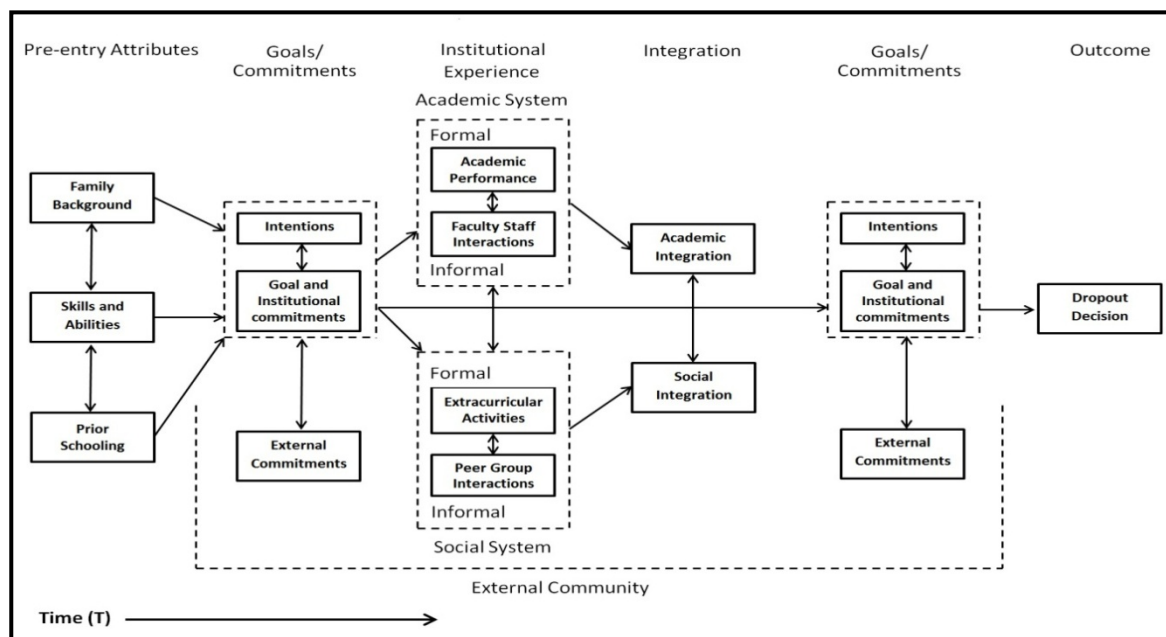 Pre-entry Attributes
Goals/
Commitments
Institutional
Experience
Integration
Goals/
Commitments
Outcome
Academic System
Formal
Academic
Performance
Faculty Staff
Interactions
Informal
Family
Background
Skills and
Abilities
Prior
Schooling
Intentions
Goal and
Institutional
commitments
External
Commitments
Formal
Extracurricular
Activities
Peer Group
Interactions
Informal
Social System
Academic
Integration
Social
Integration
Intentions
Goal and
Institutional
commitments
External
Commitments
Dropout
Decision
External Community
Time (T)